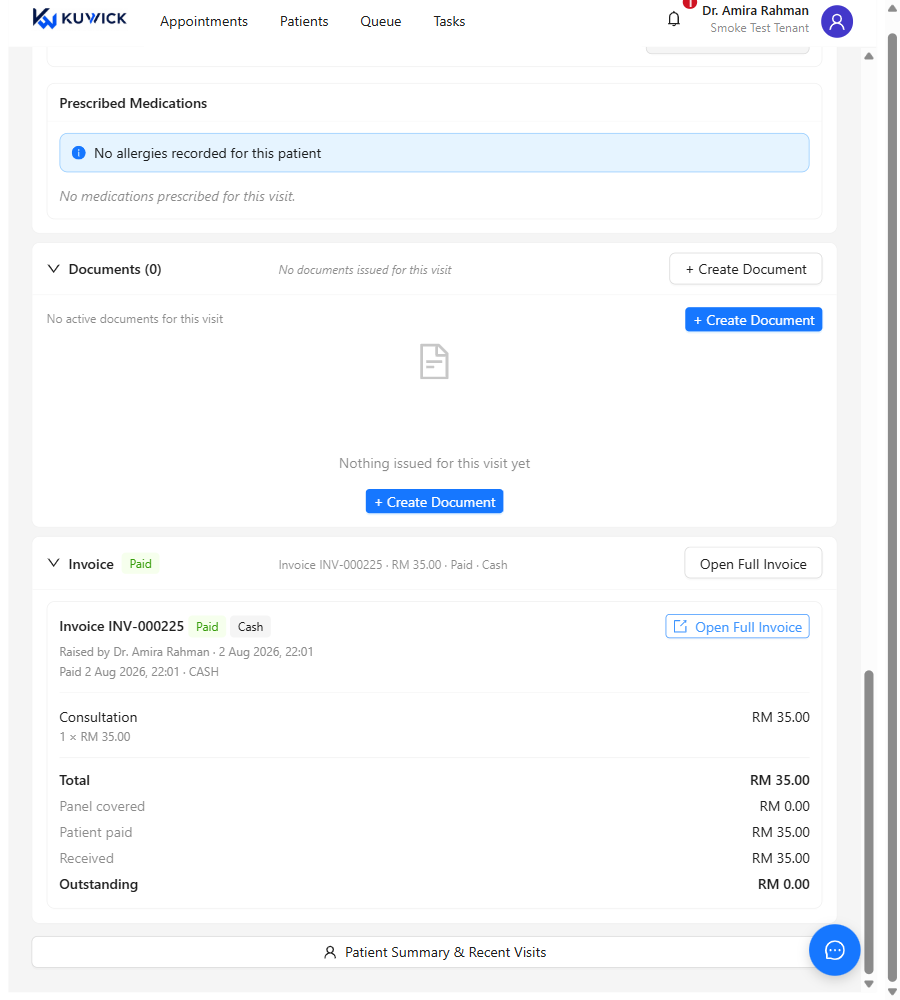 KUWICK
Appointments Patients Queue Tasks
1
Dr. Amira Rahman
Smoke Test Tenant
Prescribed Medications
No allergies recorded for this patient
No medications prescribed for this visit.
Documents (0) No documents issued for this visit + Create Document
No active documents for this visit + Create Document
Nothing issued for this visit yet
+ Create Document
Invoice Paid Invoice INV-000225 · RM 35.00 · Paid · Cash Open Full Invoice
Invoice INV-000225 Paid Cash Open Full Invoice
Raised by Dr. Amira Rahman · 2 Aug 2026, 22:01
Paid 2 Aug 2026, 22:01 · CASH
Consultation RM 35.00
1 × RM 35.00
Total RM 35.00
Panel covered RM 0.00
Patient paid RM 35.00
Received RM 35.00
Outstanding RM 0.00
Patient Summary & Recent Visits